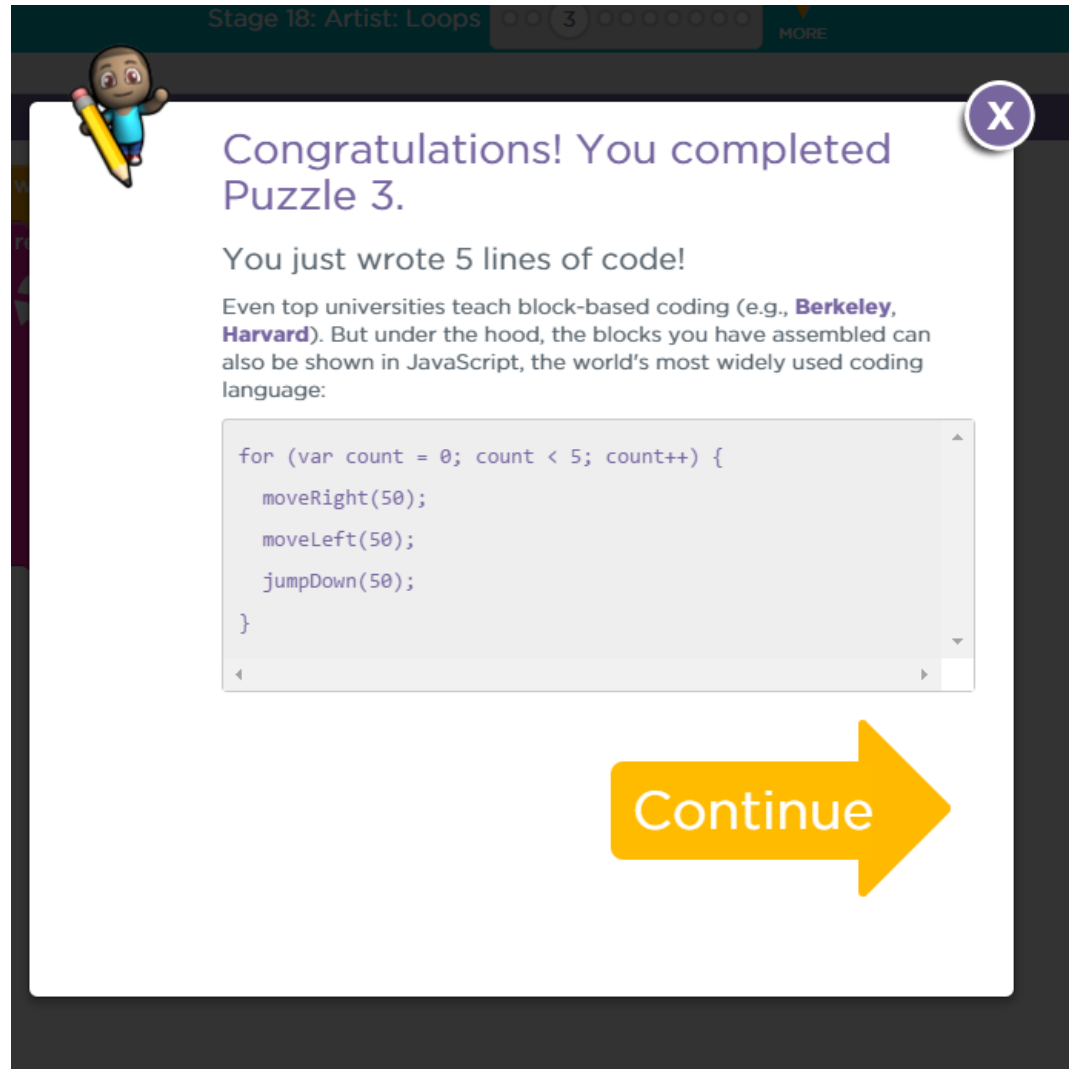 Stage 18: Artist: Loops
3
MORE
X
Congratulations! You completed
Puzzle 3.
You just wrote 5 lines of code!
Even top universities teach block-based coding (e.g., Berkeley,
Harvard). But under the hood, the blocks you have assembled can
also be shown in JavaScript, the world's most widely used coding
language:
for (var count = 0; count < 5; count++) {
  moveRight(50);
  moveLeft(50);
  jumpDown(50);
}
Continue